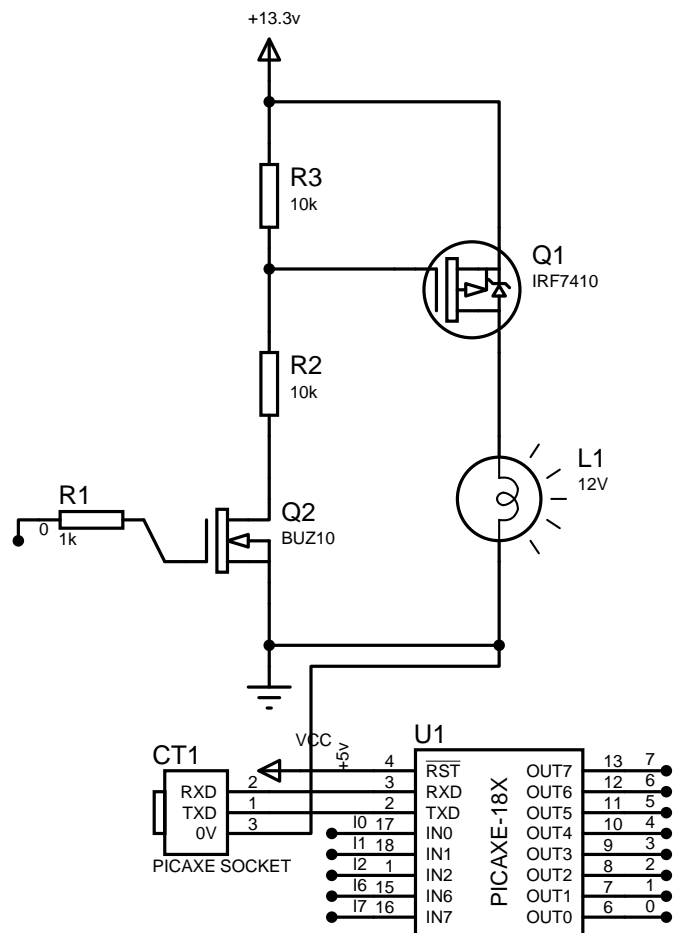 +13.3v
R3
10k
Q1
IRF7410
R2
10k
L1
12V
R1
0
1k
Q2
BUZ10
CT1
VCC
+5v
U1
RXD
TXD
0V
2
1
3
PICAXE SOCKET
4 RST OUT7 13 7
3 RXD OUT6 12 6
2 TXD OUT5 11 5
I0 17 IN0 OUT4 10 4
I1 18 IN1 OUT3 9 3
I2 1 IN2 OUT2 8 2
I6 15 IN6 OUT1 7 1
I7 16 IN7 OUT0 6 0
PICAXE-18X